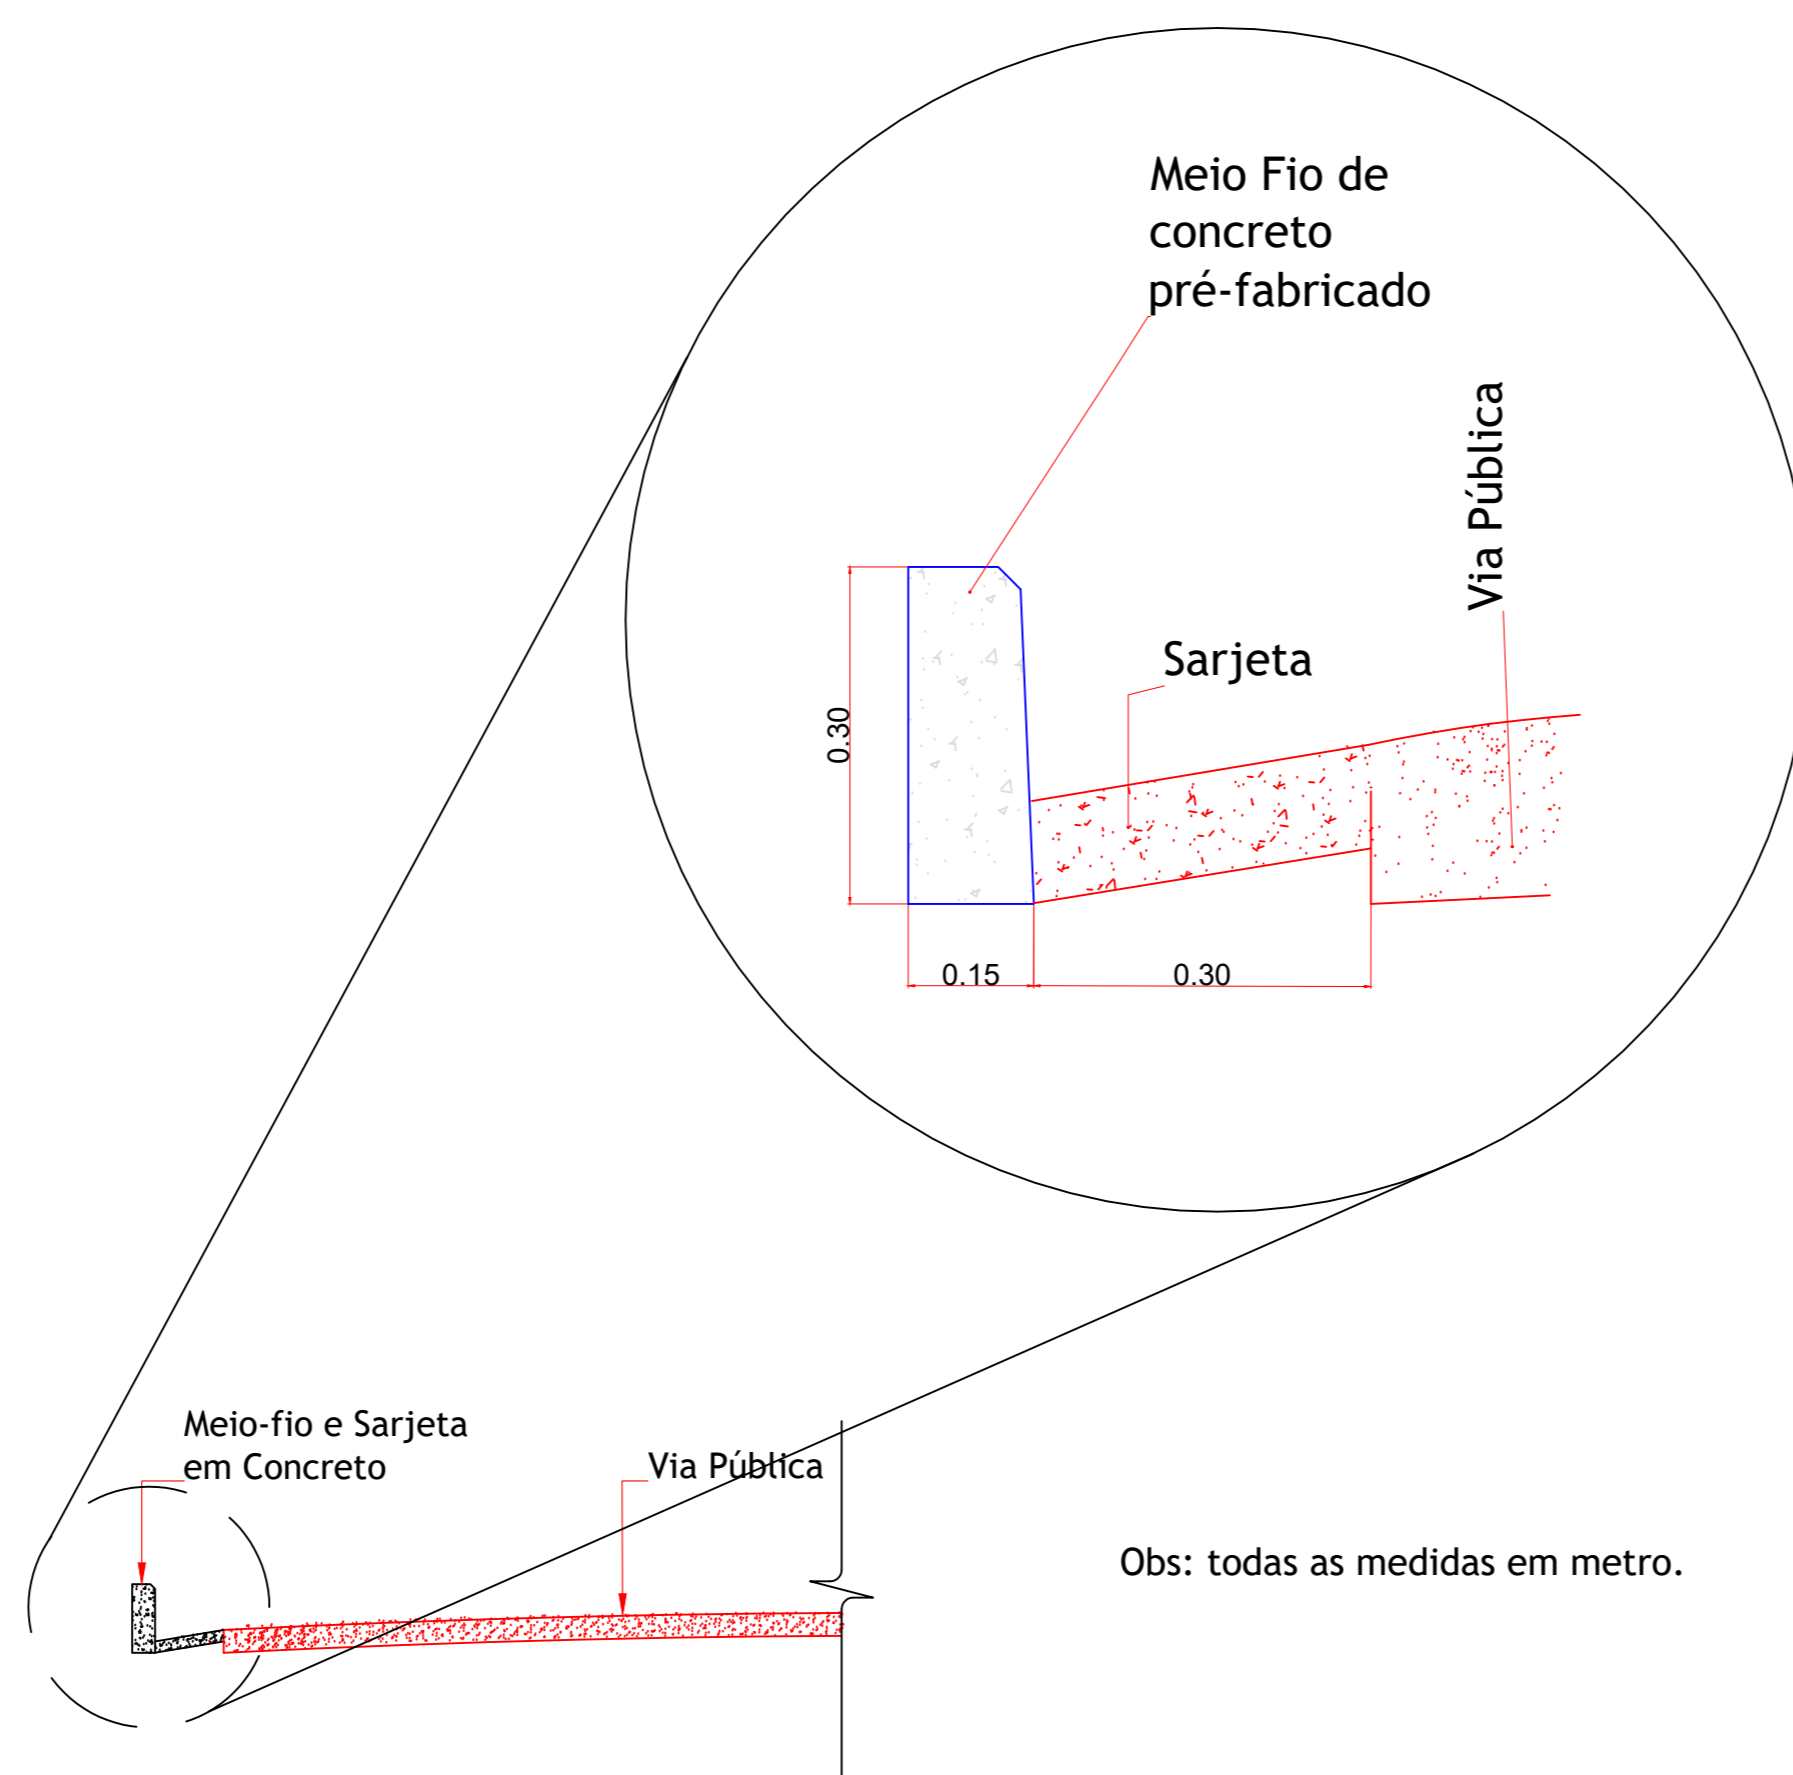 Meio Fio de
concreto
pré-fabricado
Via Pública
Sarjeta
0.30
0.15
0.30
Meio-fio e Sarjeta
em Concreto
Via Pública
Obs: todas as medidas em metro.